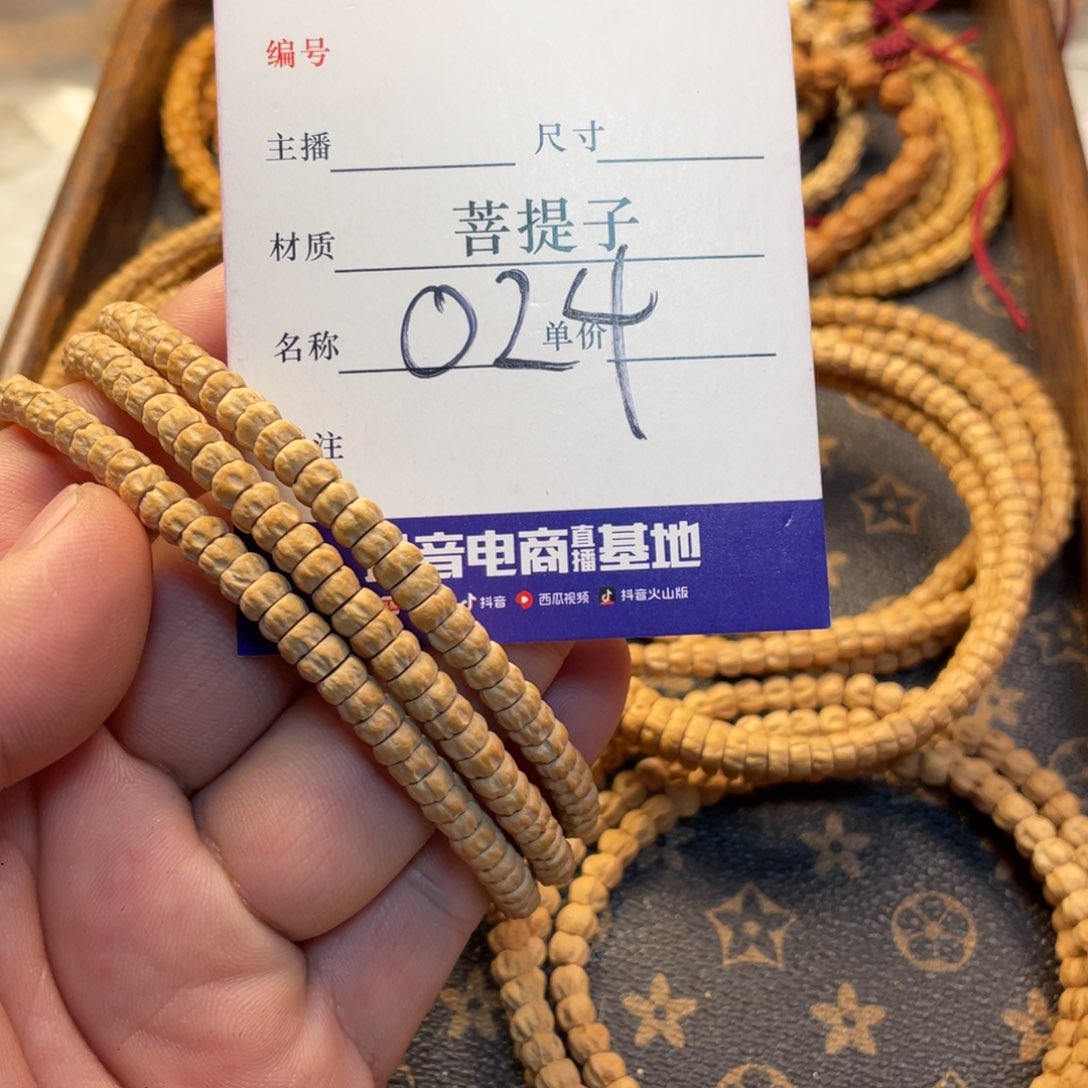 编号
主播 尺寸
材质 菩提子
名称 024 单价
注
音电商直播基地
抖音 西瓜视频 抖音火山版